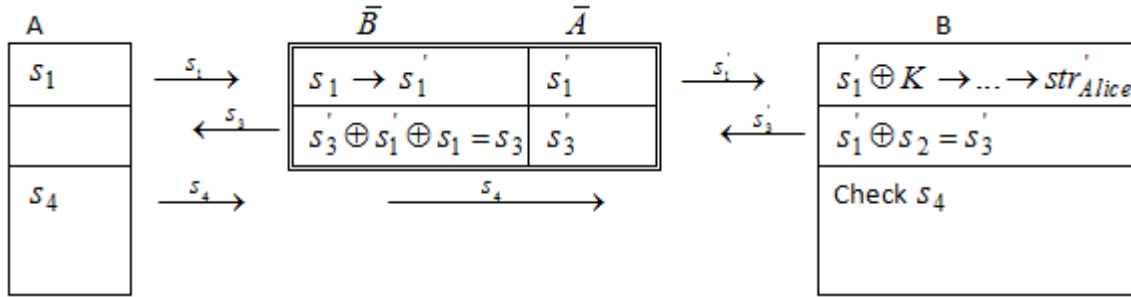 A B̅ A̅ B
s₁ s₁ → s₁→s₁' s₁' s₁' → s₁'⊕K→...→str'_Alice
← s₃ s₃'⊕s₁'⊕s₁=s₃ s₃' ← s₃' s₁'⊕s₂=s₃'
s₄ s₄ → s₄ → Check s₄